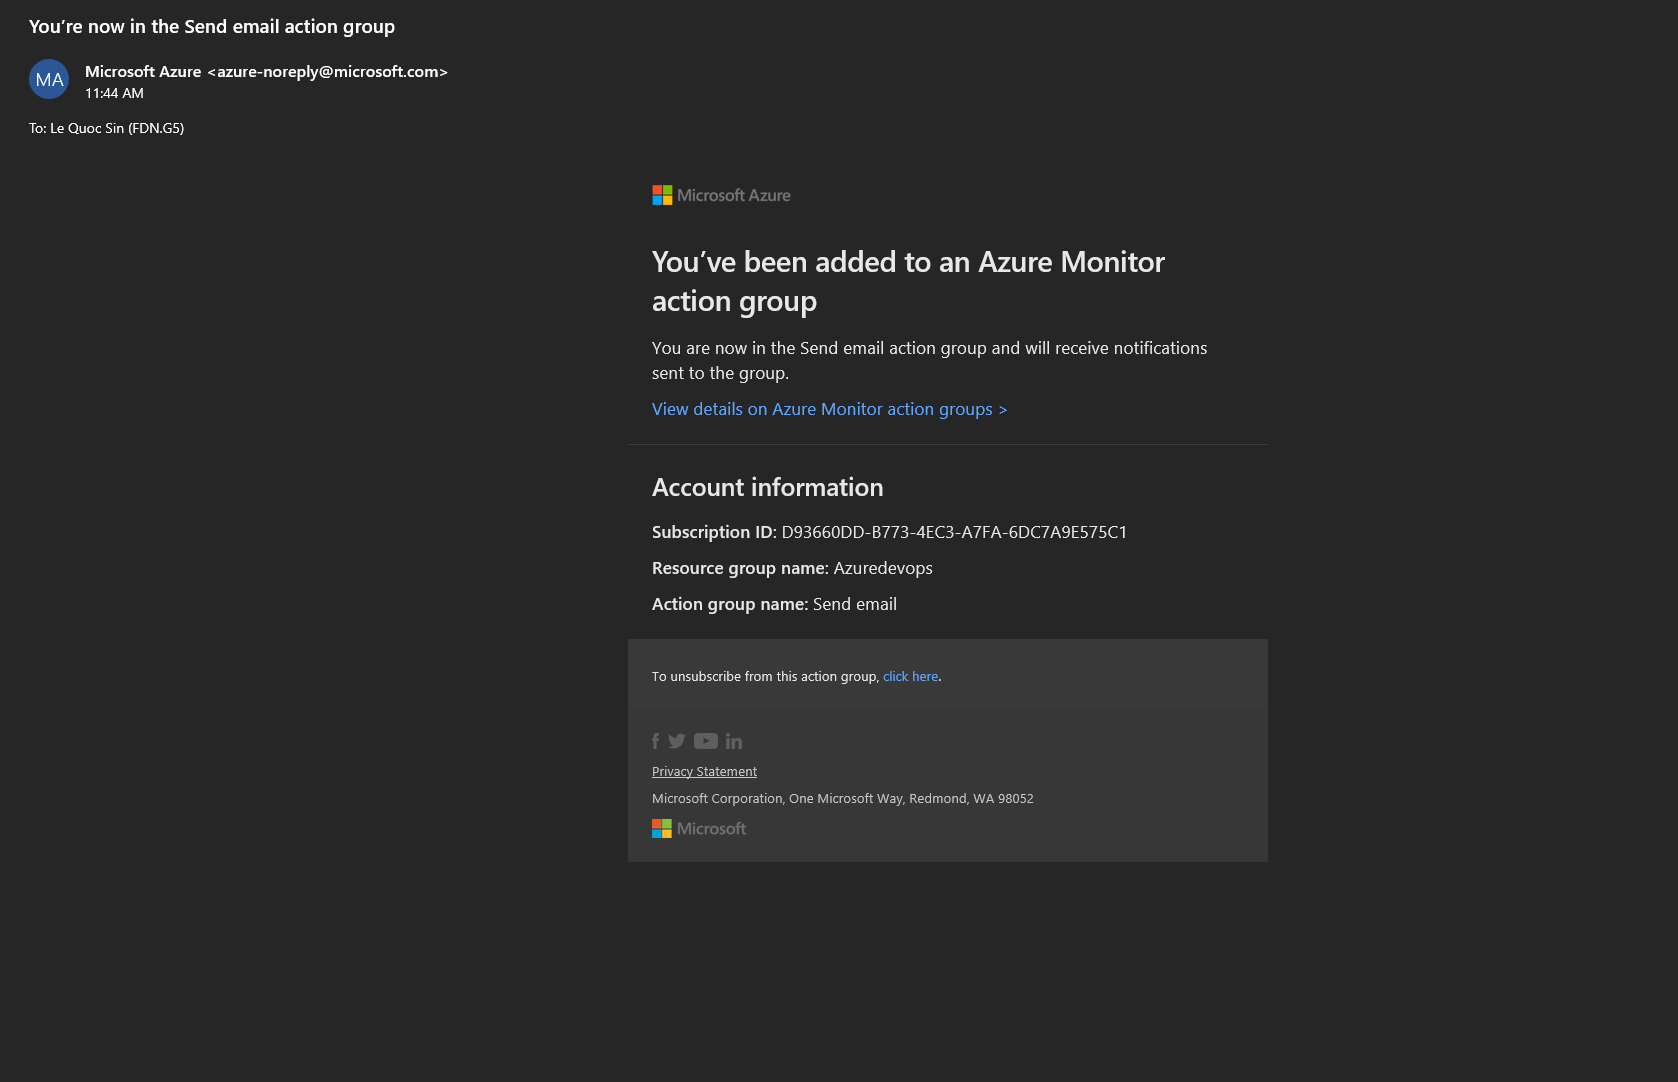 You’re now in the Send email action group
MA
Microsoft Azure <azure-noreply@microsoft.com>
11:44 AM
To: Le Quoc Sin (FDN.G5)
Microsoft Azure
You’ve been added to an Azure Monitor
action group
You are now in the Send email action group and will receive notifications
sent to the group.
View details on Azure Monitor action groups >
Account information
Subscription ID: D93660DD-B773-4EC3-A7FA-6DC7A9E575C1
Resource group name: Azuredevops
Action group name: Send email
To unsubscribe from this action group, click here.
Privacy Statement
Microsoft Corporation, One Microsoft Way, Redmond, WA 98052
Microsoft